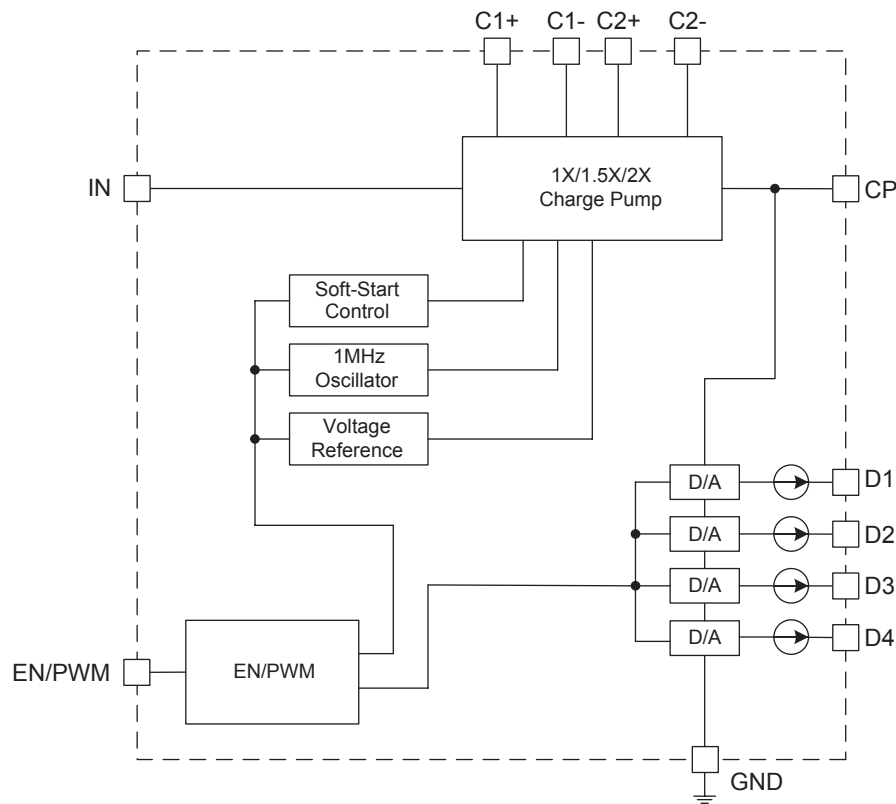 C1+ C1- C2+ C2-
IN
1X/1.5X/2X
Charge Pump
CP
Soft-Start
Control
1MHz
Oscillator
Voltage
Reference
D/A D1
D/A D2
D/A D3
D/A D4
EN/PWM EN/PWM
GND